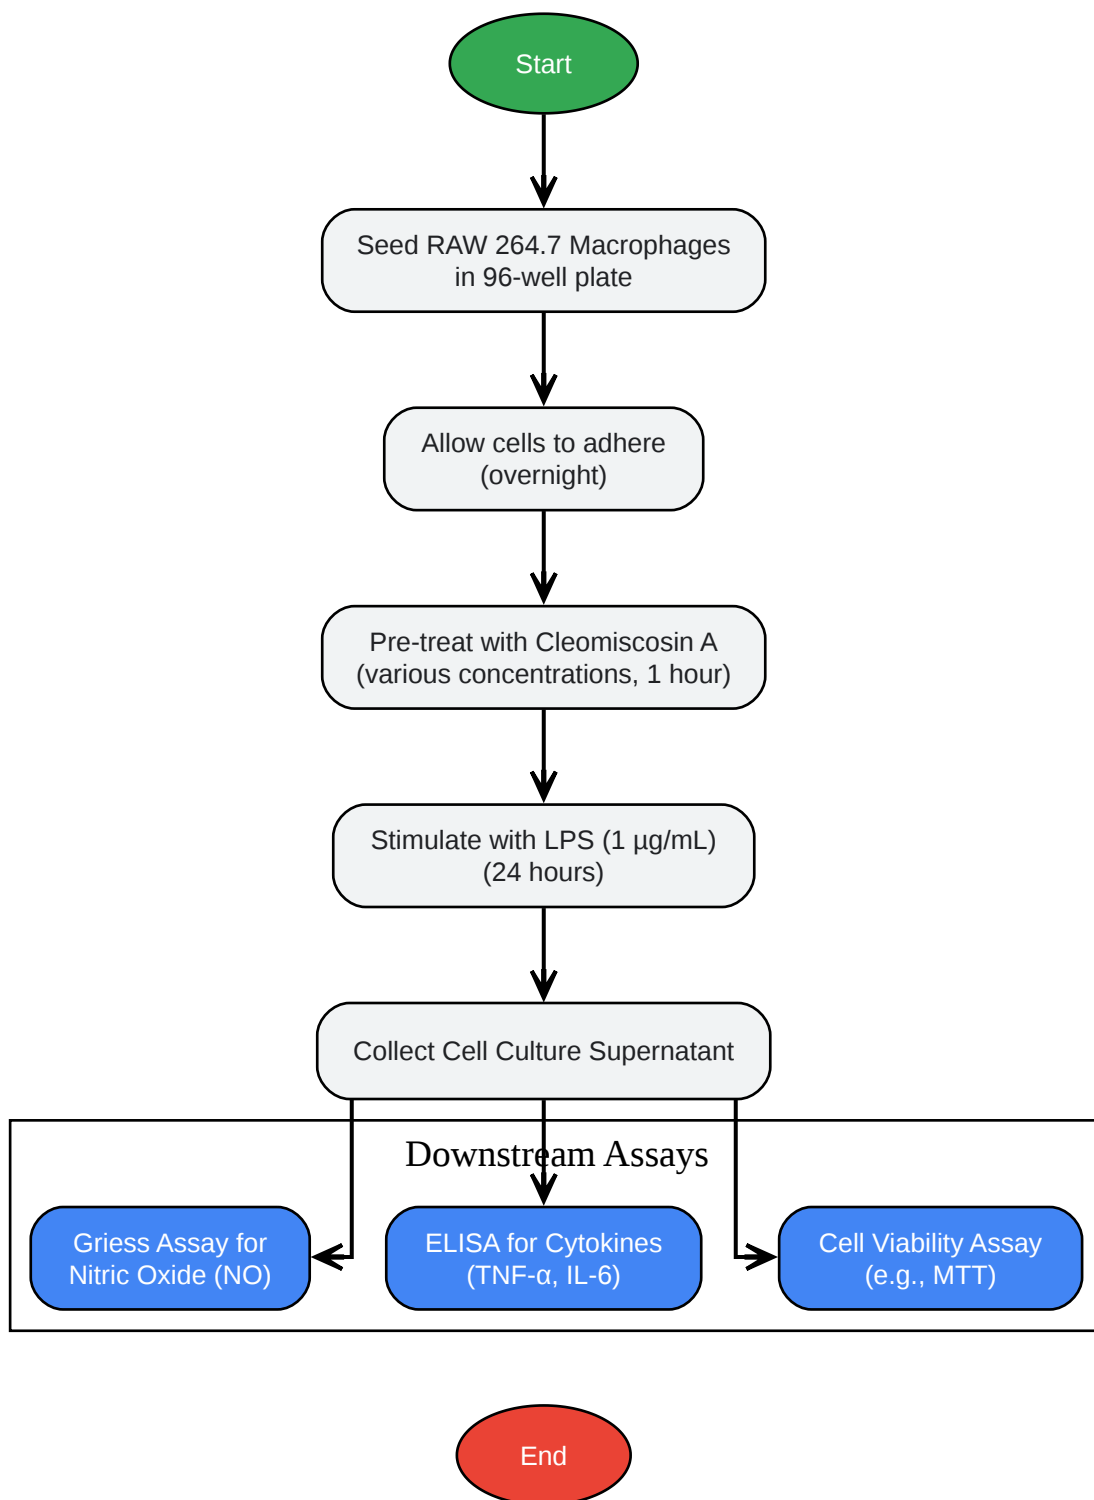 Start
Seed RAW 264.7 Macrophages
in 96-well plate
Allow cells to adhere
(overnight)
Pre-treat with Cleomiscosin A
(various concentrations, 1 hour)
Stimulate with LPS (1 µg/mL)
(24 hours)
Collect Cell Culture Supernatant
Downstream Assays
Griess Assay for
Nitric Oxide (NO)
ELISA for Cytokines
(TNF-α, IL-6)
Cell Viability Assay
(e.g., MTT)
End